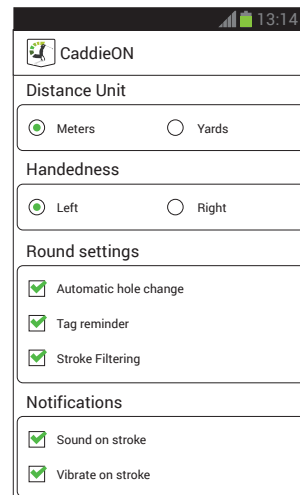 13:14
CaddieON
Distance Unit
Meters Yards
Handedness
Left Right
Round settings
Automatic hole change
Tag reminder
Stroke Filtering
Notifications
Sound on stroke
Vibrate on stroke